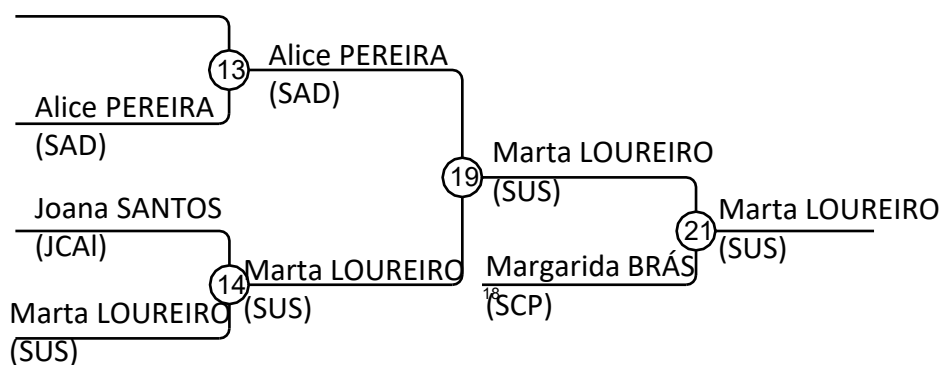 13
Alice PEREIRA
(SAD)
Alice PEREIRA
(SAD)
19
Marta LOUREIRO
(SUS)
Joana SANTOS
(JCAl)
14
Marta LOUREIRO
(SUS)
Marta LOUREIRO
(SUS)
21
Marta LOUREIRO
(SUS)
Margarida BRÁS
18
(SCP)